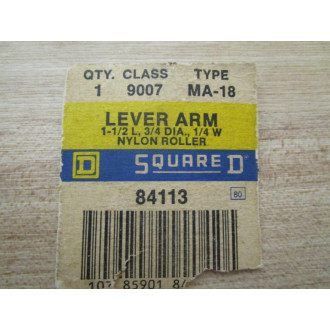 QTY. CLASS TYPE
1 9007 MA-18
LEVER ARM
1-1/2 L, 3/4 DIA., 1/4 W
NYLON ROLLER
D SQUARE D
84113
80